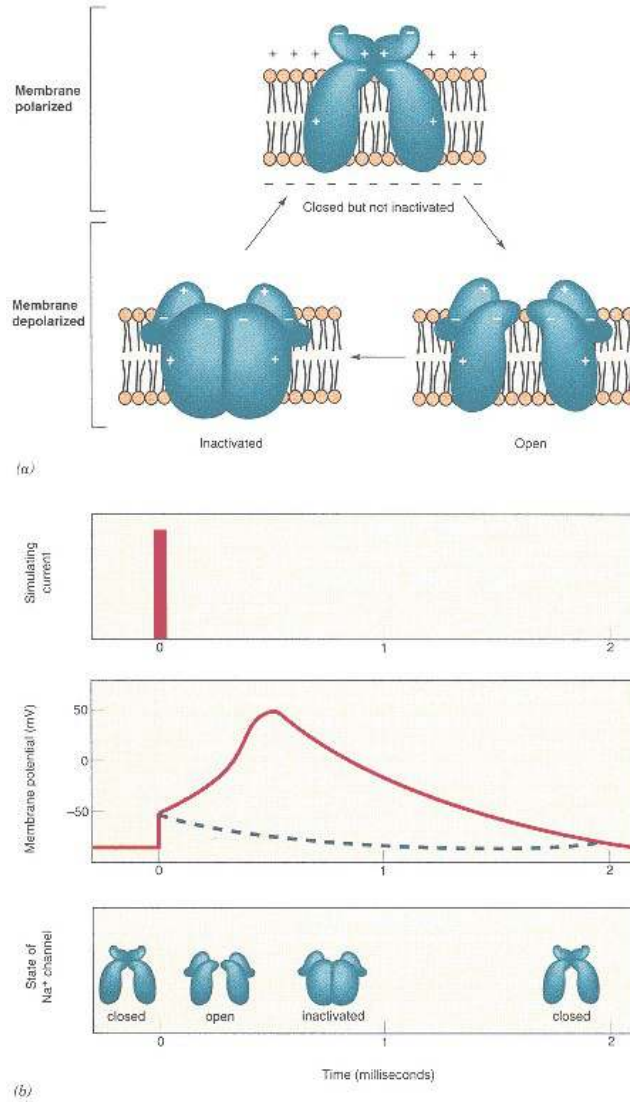 Membrane
polarized
+ + + + + + + +
Closed but not inactivated
Membrane
depolarized
Inactivated
Open
(a)
Simulating
current
0
1
2
Membrane potential (mV)
50
0
−50
0
1
2
State of
Na+ channel
closed
open
inactivated
closed
0
1
2
Time (milliseconds)
(b)